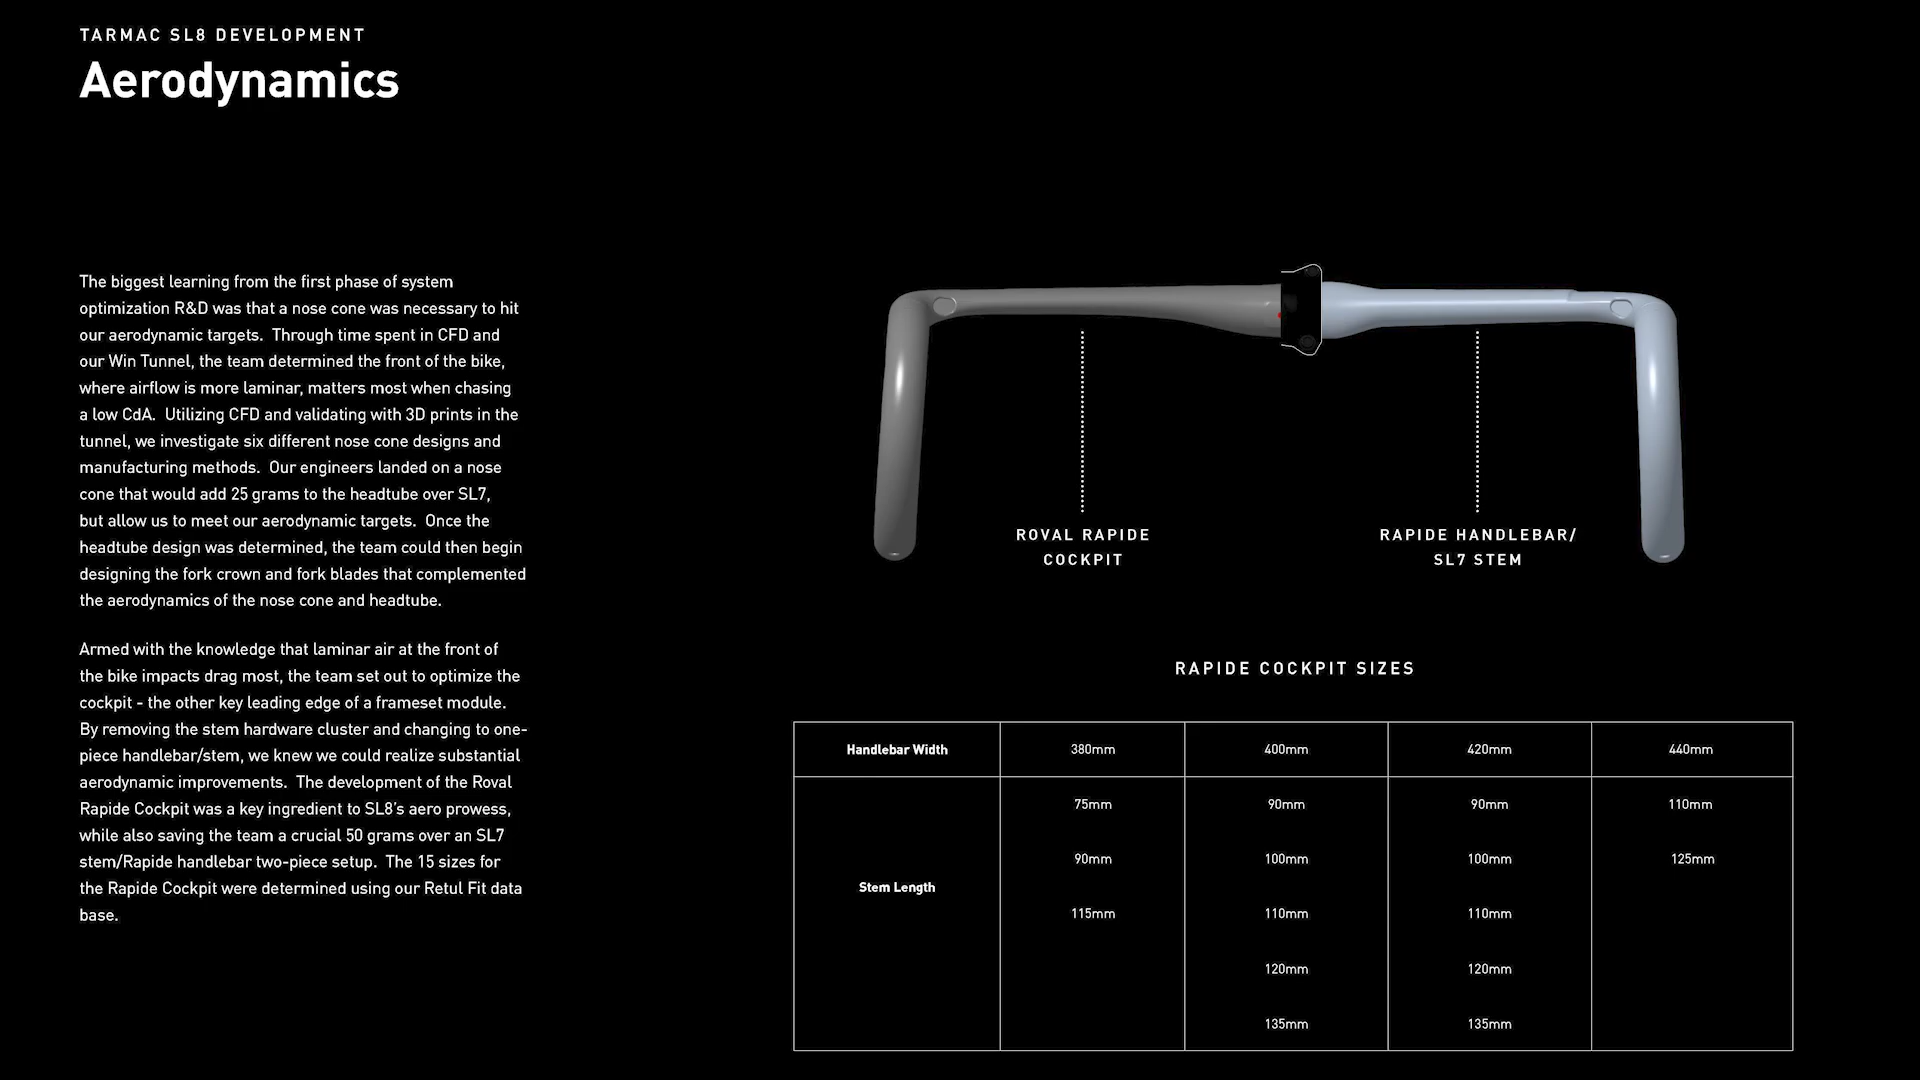 TARMAC SL8 DEVELOPMENT
Aerodynamics
The biggest learning from the first phase of system
optimization R&D was that a nose cone was necessary to hit
our aerodynamic targets.  Through time spent in CFD and
our Win Tunnel, the team determined the front of the bike,
where airflow is more laminar, matters most when chasing
a low CdA.  Utilizing CFD and validating with 3D prints in the
tunnel, we investigate six different nose cone designs and
manufacturing methods.  Our engineers landed on a nose
cone that would add 25 grams to the headtube over SL7,
but allow us to meet our aerodynamic targets.  Once the
headtube design was determined, the team could then begin
designing the fork crown and fork blades that complemented
the aerodynamics of the nose cone and headtube.
Armed with the knowledge that laminar air at the front of
the bike impacts drag most, the team set out to optimize the
cockpit - the other key leading edge of a frameset module.
By removing the stem hardware cluster and changing to one-
piece handlebar/stem, we knew we could realize substantial
aerodynamic improvements.  The development of the Roval
Rapide Cockpit was a key ingredient to SL8's aero prowess,
while also saving the team a crucial 50 grams over an SL7
stem/Rapide handlebar two-piece setup.  The 15 sizes for
the Rapide Cockpit were determined using our Retul Fit data
base.
ROVAL RAPIDE
COCKPIT
RAPIDE HANDLEBAR/
SL7 STEM
RAPIDE COCKPIT SIZES
Handlebar Width 380mm 400mm 420mm 440mm
75mm 90mm 90mm 110mm
90mm 100mm 100mm 125mm
Stem Length
115mm 110mm 110mm
120mm 120mm
135mm 135mm